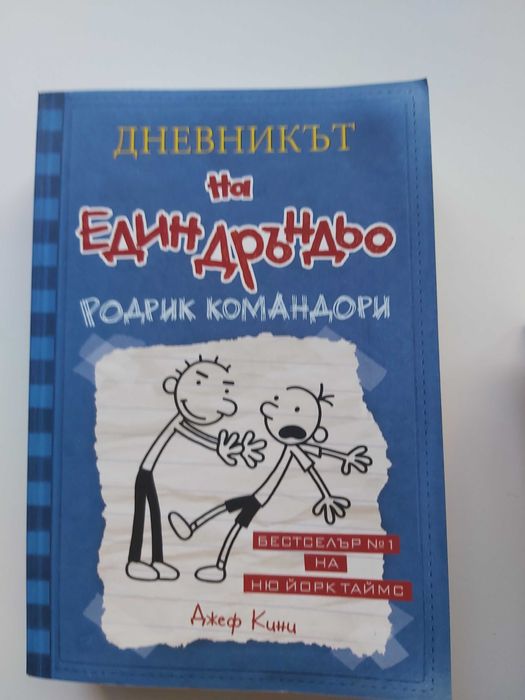 ДНЕВНИКЪТ
на
ЕДИН ДРЪНДЬО
РОДРИК КОМАНДОРИ
БЕСТСЕЛЪР №1
НА
НЮ ЙОРК ТАЙМС
Джеф Кини